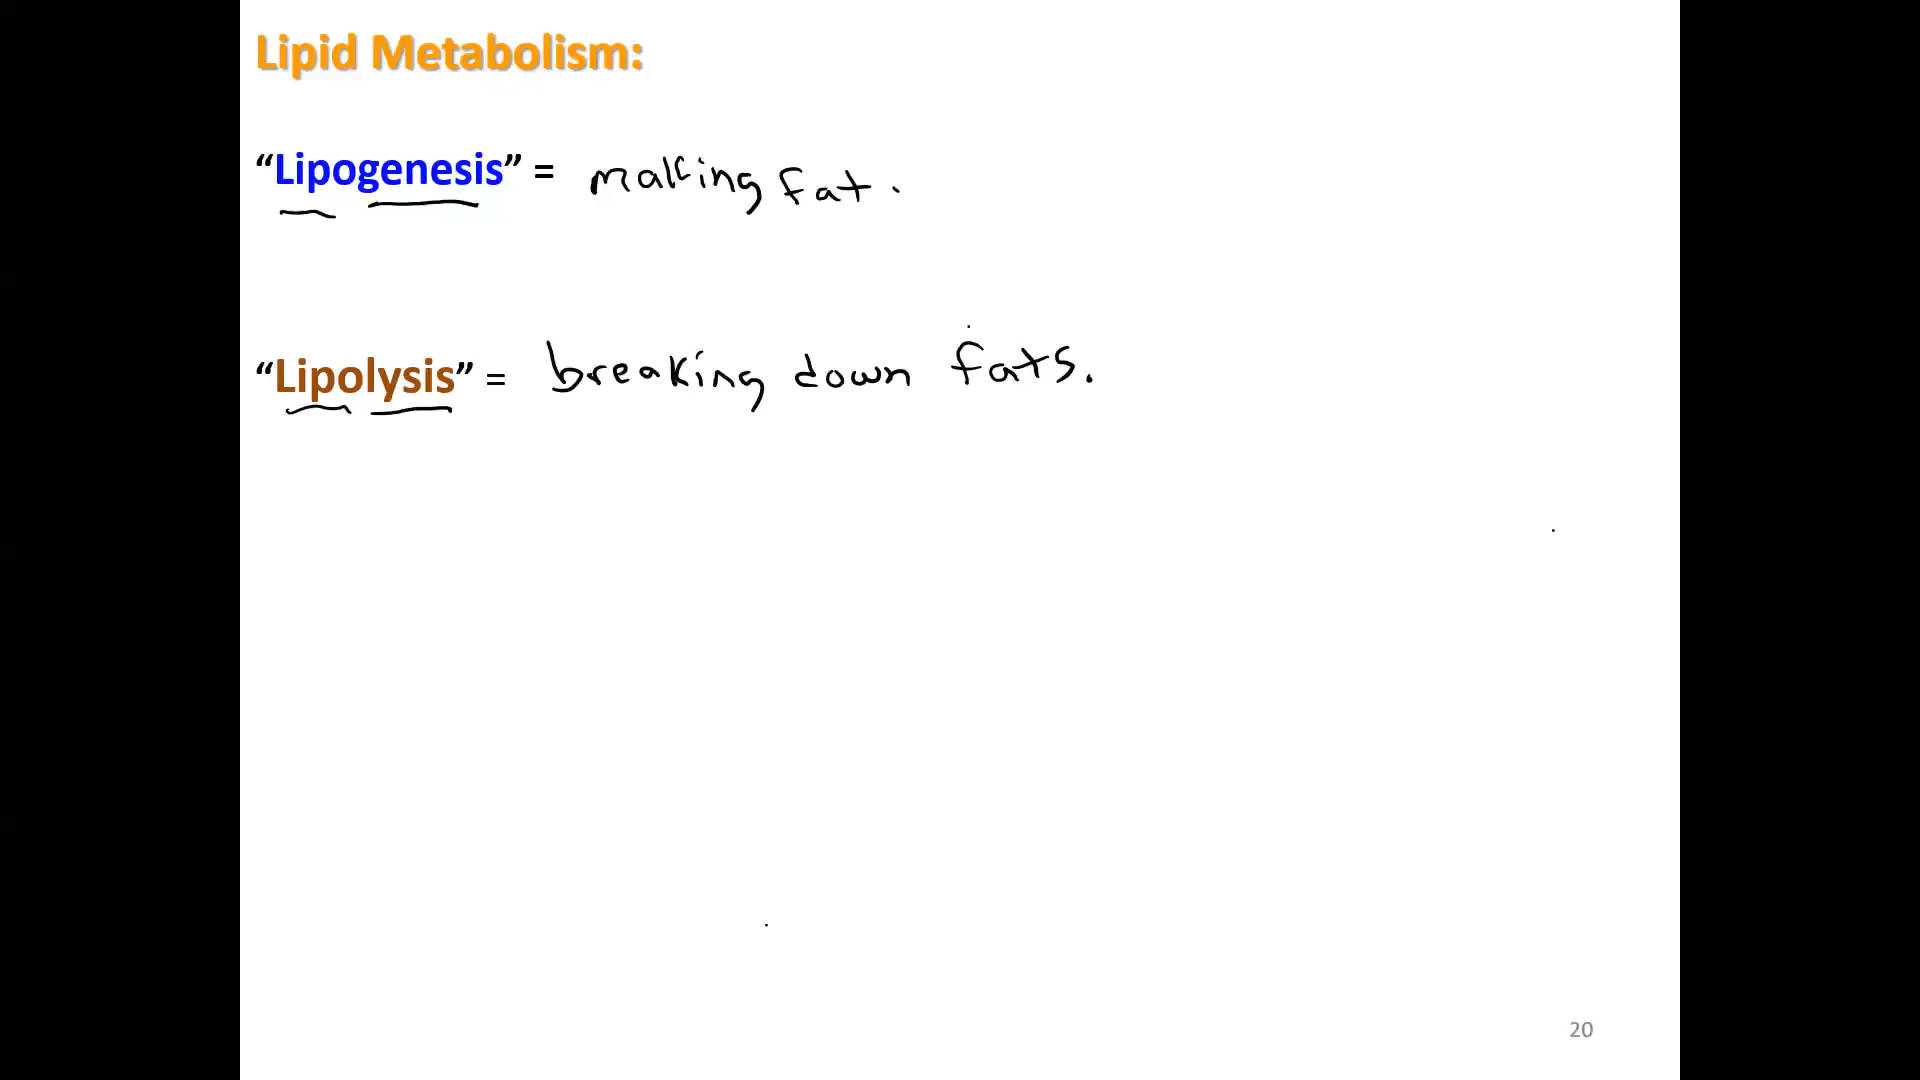 Lipid Metabolism:
“Lipogenesis” = making fat.
“Lipolysis” = breaking down fats.
20